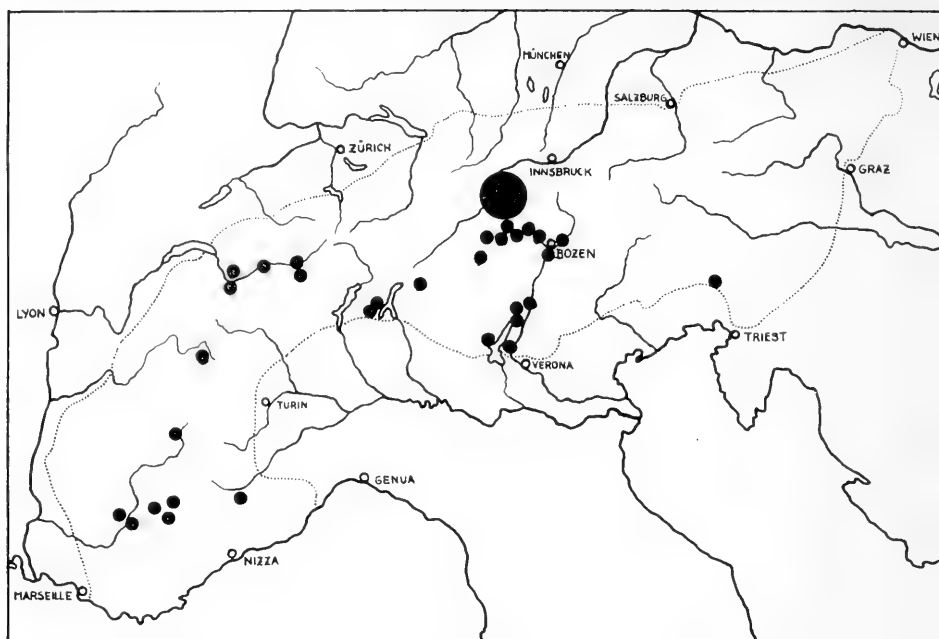 WIEN
MÜNCHEN
SALZBURG
ZÜRICH
INNSBRUCK
GRAZ
BOZEN
LYON
TRIEST
VERONA
TURIN
GENUA
NIZZA
MARSEILLE